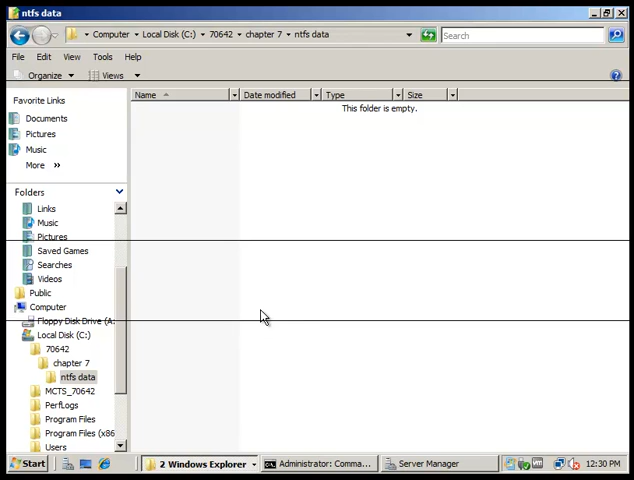 ntfs data
Computer ▸ Local Disk (C:) ▸ 70642 ▸ chapter 7 ▸ ntfs data
Search
File Edit View Tools Help
Organize Views
Favorite Links
Documents
Pictures
Music
More »
Folders
Links
Music
Pictures
Saved Games
Searches
Videos
Public
Computer
Floppy Disk Drive (A:
Local Disk (C:)
70642
chapter 7
ntfs data
MCTS_70642
PerfLogs
Program Files
Program Files (x86
Users
Name Date modified Type Size
This folder is empty.
Start 2 Windows Explorer Administrator: Comma... Server Manager 12:30 PM